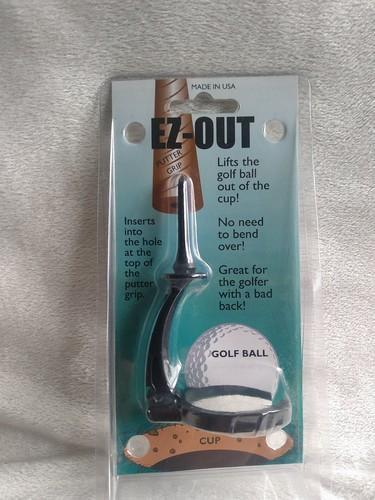 MADE IN USA
EZ-OUT
PUTTER
GRIP
Lifts the
golf ball
out of the
cup!
No need
to bend
over!
Great for
the golfer
with a bad
back!
Inserts
into
the hole
at the
top of
the
putter
grip.
GOLF BALL
CUP